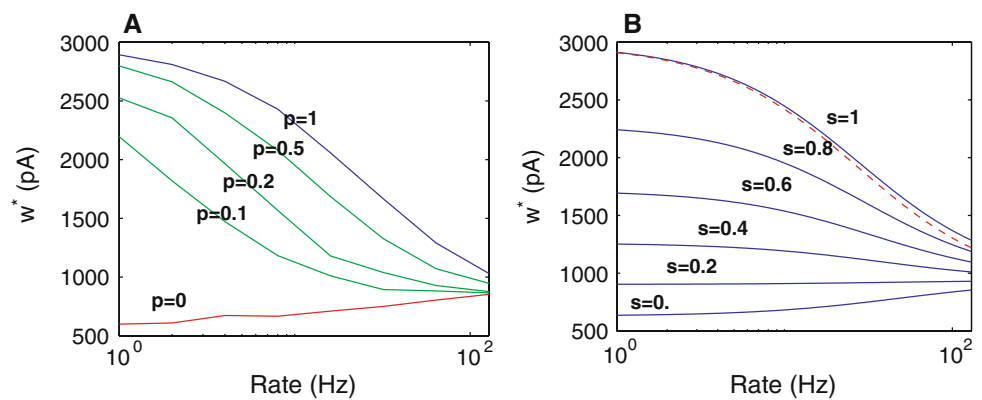 A
3000
2500
2000
1500
1000
500
w* (pA)
p=1
p=0.5
p=0.2
p=0.1
p=0
10^0
10^2
Rate (Hz)
B
3000
2500
2000
1500
1000
500
w* (pA)
s=1
s=0.8
s=0.6
s=0.4
s=0.2
s=0.
10^0
10^2
Rate (Hz)